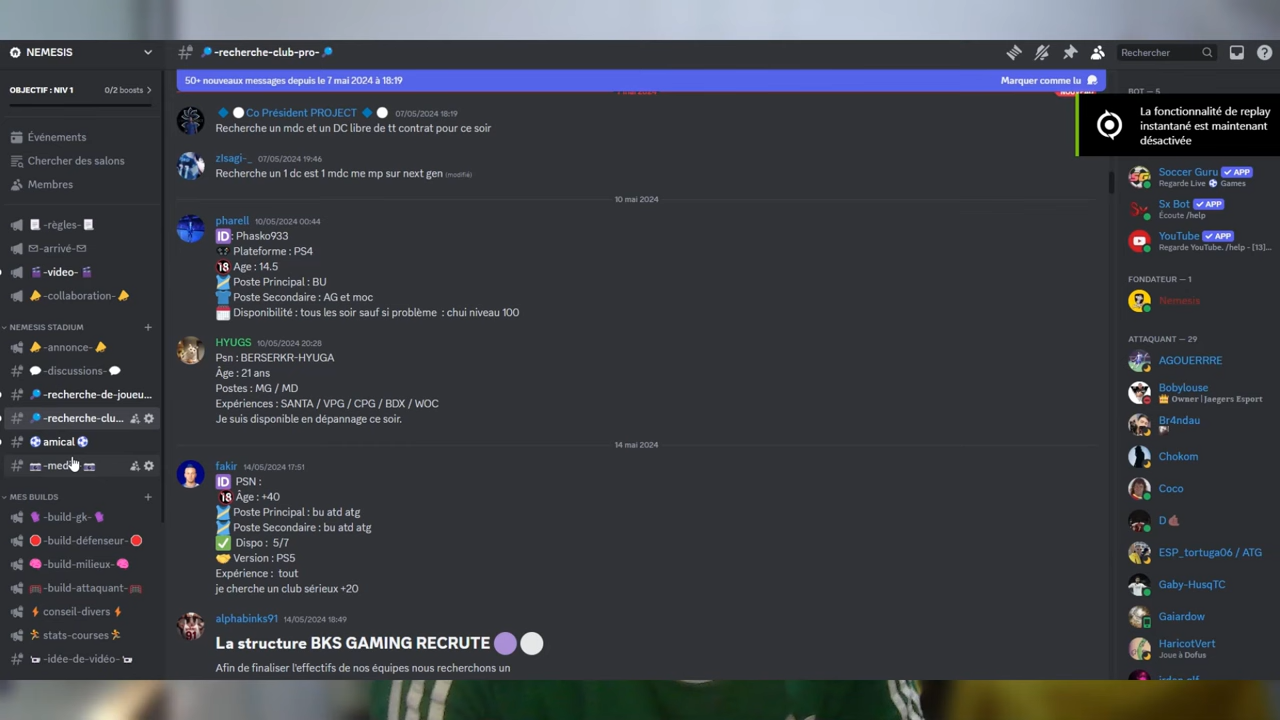 NEMESIS
OBJECTIF : NIV 1
0/2 boosts
Événements
Chercher des salons
Membres
-règles-
-arrivé-
-video-
-collaboration-
NEMESIS STADIUM
-annonce-
-discussions-
-recherche-de-joueu...
-recherche-clu...
amical
MES BUILDS
-build-gk-
-build-défenseur-
-build-milieux-
-build-attaquant-
conseil-divers
stats-courses
-idée-de-vidéo-
-recherche-club-pro-
Rechercher
50+ nouveaux messages depuis le 7 mai 2024 à 18:19
Marquer comme lu
Co Président PROJECT 07/05/2024 18:19
Recherche un mdc et un DC libre de tt contrat pour ce soir
zIsagi-_ 07/05/2024 19:46
Recherche un 1 dc est 1 mdc me mp sur next gen (modifié)
10 mai 2024
pharell 10/05/2024 00:44
ID : Phasko933
Plateforme : PS4
Age : 14.5
Poste Principal : BU
Poste Secondaire : AG et moc
Disponibilité : tous les soir sauf si problème : chui niveau 100
HYUGS 10/05/2024 20:28
Psn : BERSERKR-HYUGA
Âge : 21 ans
Postes : MG / MD
Expériences : SANTA / VPG / CPG / BDX / WOC
Je suis disponible en dépannage ce soir.
14 mai 2024
fakir 14/05/2024 17:51
ID PSN :
Âge : +40
Poste Principal : bu atd atg
Poste Secondaire : bu atd atg
Dispo : 5/7
Version : PS5
Expérience : tout
je cherche un club sérieux +20
alphabinks91 14/05/2024 18:49
La structure BKS GAMING RECRUTE
Afin de finaliser l'effectifs de nos équipes nous recherchons un
BOT — 5
La fonctionnalité de replay
instantané est maintenant
désactivée
Soccer Guru APP
Regarde Live Games
Sx Bot APP
Écoute /help
YouTube APP
Regarde YouTube. /help - [13]...
FONDATEUR — 1
Nemesis
ATTAQUANT — 29
AGOUERRRE
Bobylouse
Owner | Jaegers Esport
Br4ndau
Chokom
Coco
D
ESP_tortuga06 / ATG
Gaby-HusqTC
Gaiardow
HaricotVert
Joue à Dofus